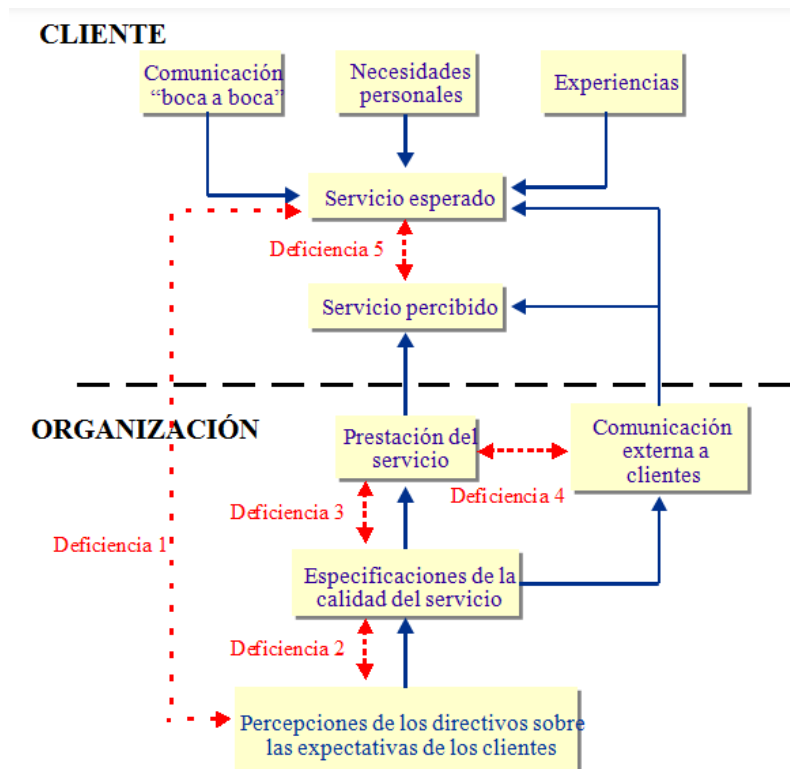 CLIENTE
Comunicación
“boca a boca”
Necesidades
personales
Experiencias
Servicio esperado
Deficiencia 5
Servicio percibido
ORGANIZACIÓN
Prestación del
servicio
Comunicación
externa a
clientes
Deficiencia 4
Deficiencia 3
Deficiencia 1
Especificaciones de la
calidad del servicio
Deficiencia 2
Percepciones de los directivos sobre
las expectativas de los clientes